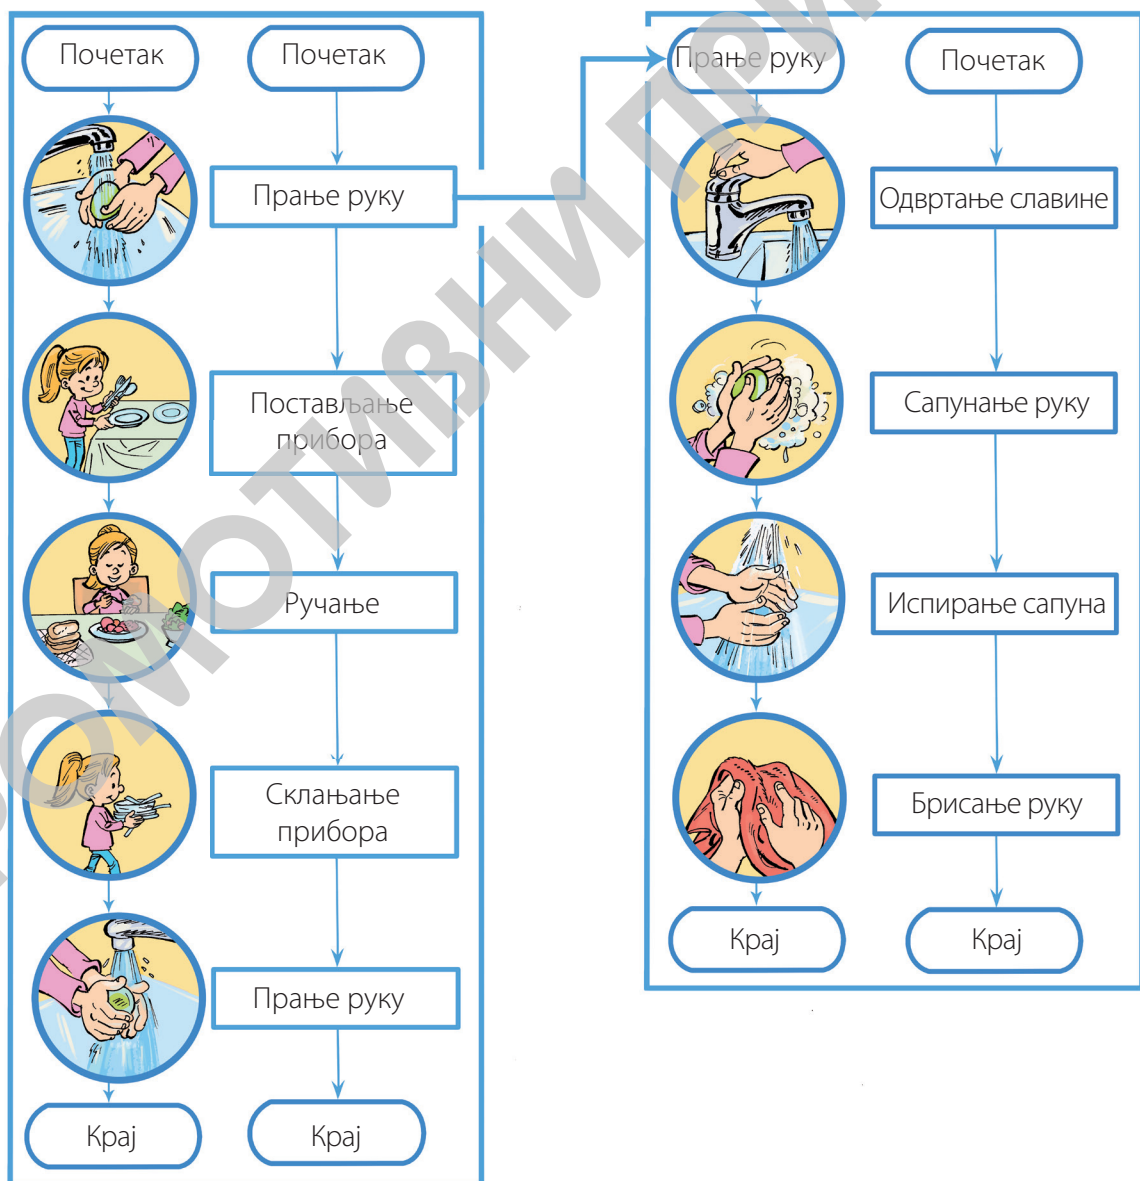 Почетак
Почетак
Прање руку
Постављање
прибора
Ручање
Склањање
прибора
Прање руку
Крај
Крај
Прање руку
Почетак
Одвртање славине
Сапунање руку
Испирање сапуна
Брисање руку
Крај
Крај